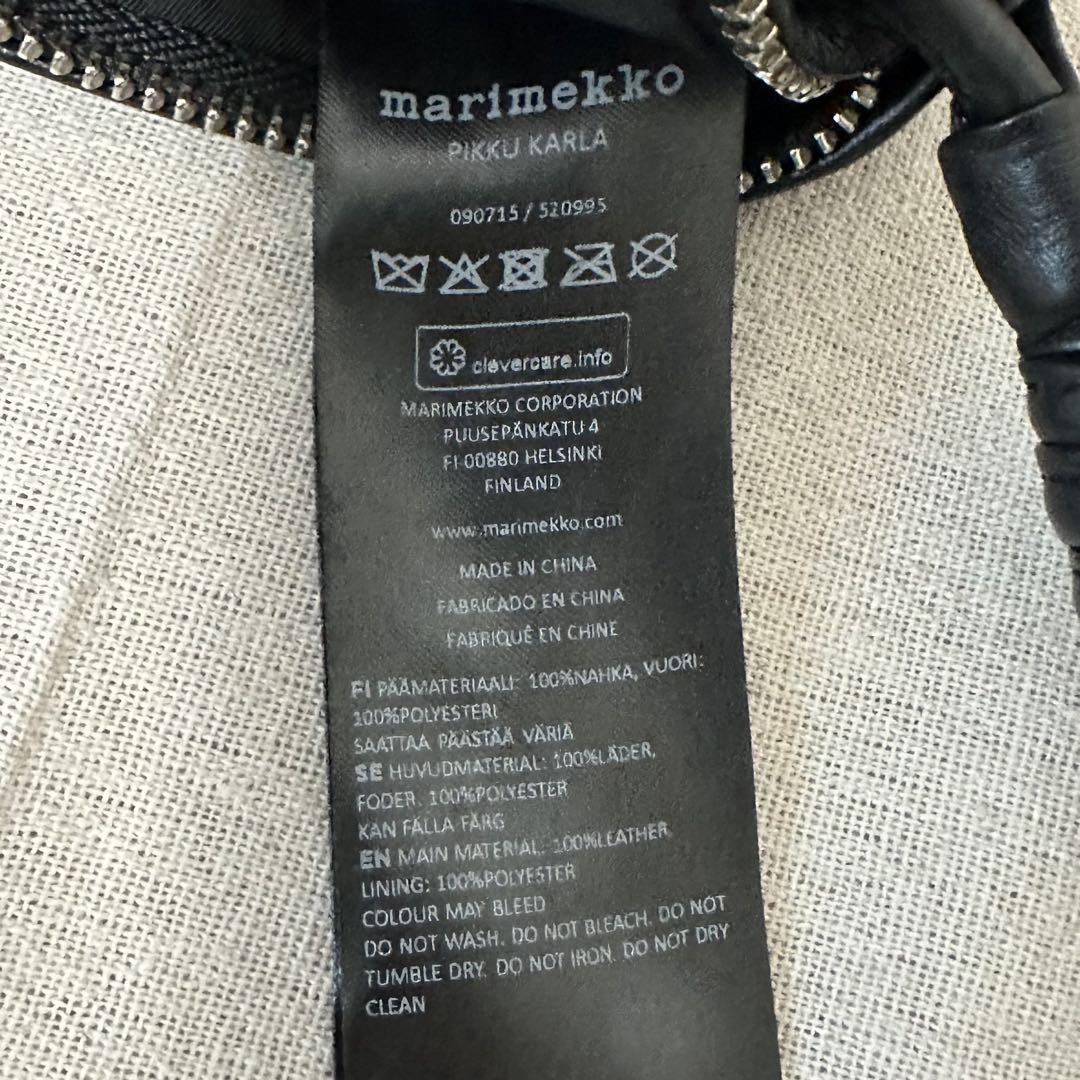 marimekko
PIKKU KARLA
090715 / 520995
clevercare.info
MARIMEKKO CORPORATION
PUUSEPÄNKATU 4
FI-00880 HELSINKI
FINLAND
www.marimekko.com
MADE IN CHINA
FABRICADO EN CHINA
FABRIQUÊ EN CHINE
FI PÄÄMATERIAALI: 100%NAHKA, VUORI:
100%POLYESTERI
SAATTAA PÄÄSTÄÄ VÄRIÄ
SE HUVUDMATERIAL: 100%LÄDER,
FODER. 100%POLYESTER
KAN FÄLLA FÄRG
EN MAIN MATERIAL: 100%LEATHER
LINING: 100%POLYESTER
COLOUR MAY BLEED
DO NOT WASH. DO NOT BLEACH. DO NOT
TUMBLE DRY. DO NOT IRON. DO NOT DRY
CLEAN